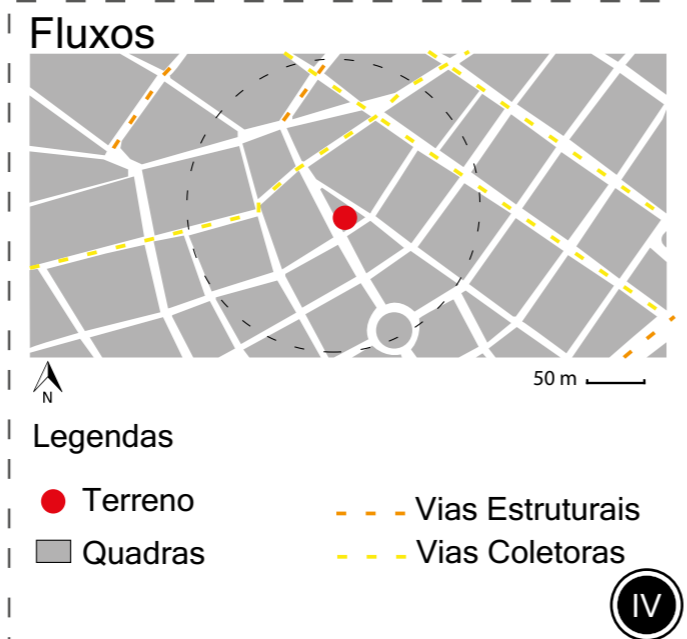 Fluxos
N
50 m
Legendas
Terreno
Quadras
Vias Estruturais
Vias Coletoras
IV